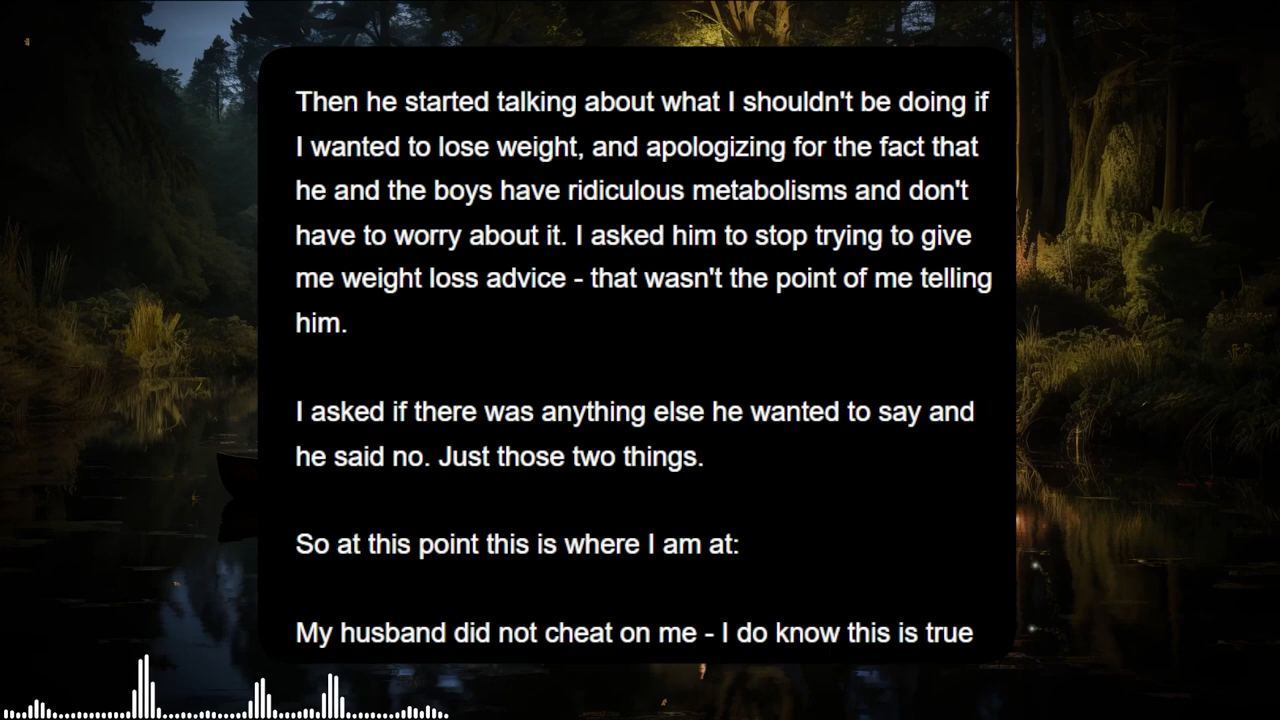 Then he started talking about what I shouldn't be doing if
I wanted to lose weight, and apologizing for the fact that
he and the boys have ridiculous metabolisms and don't
have to worry about it. I asked him to stop trying to give
me weight loss advice - that wasn't the point of me telling
him.
I asked if there was anything else he wanted to say and
he said no. Just those two things.
So at this point this is where I am at:
My husband did not cheat on me - I do know this is true